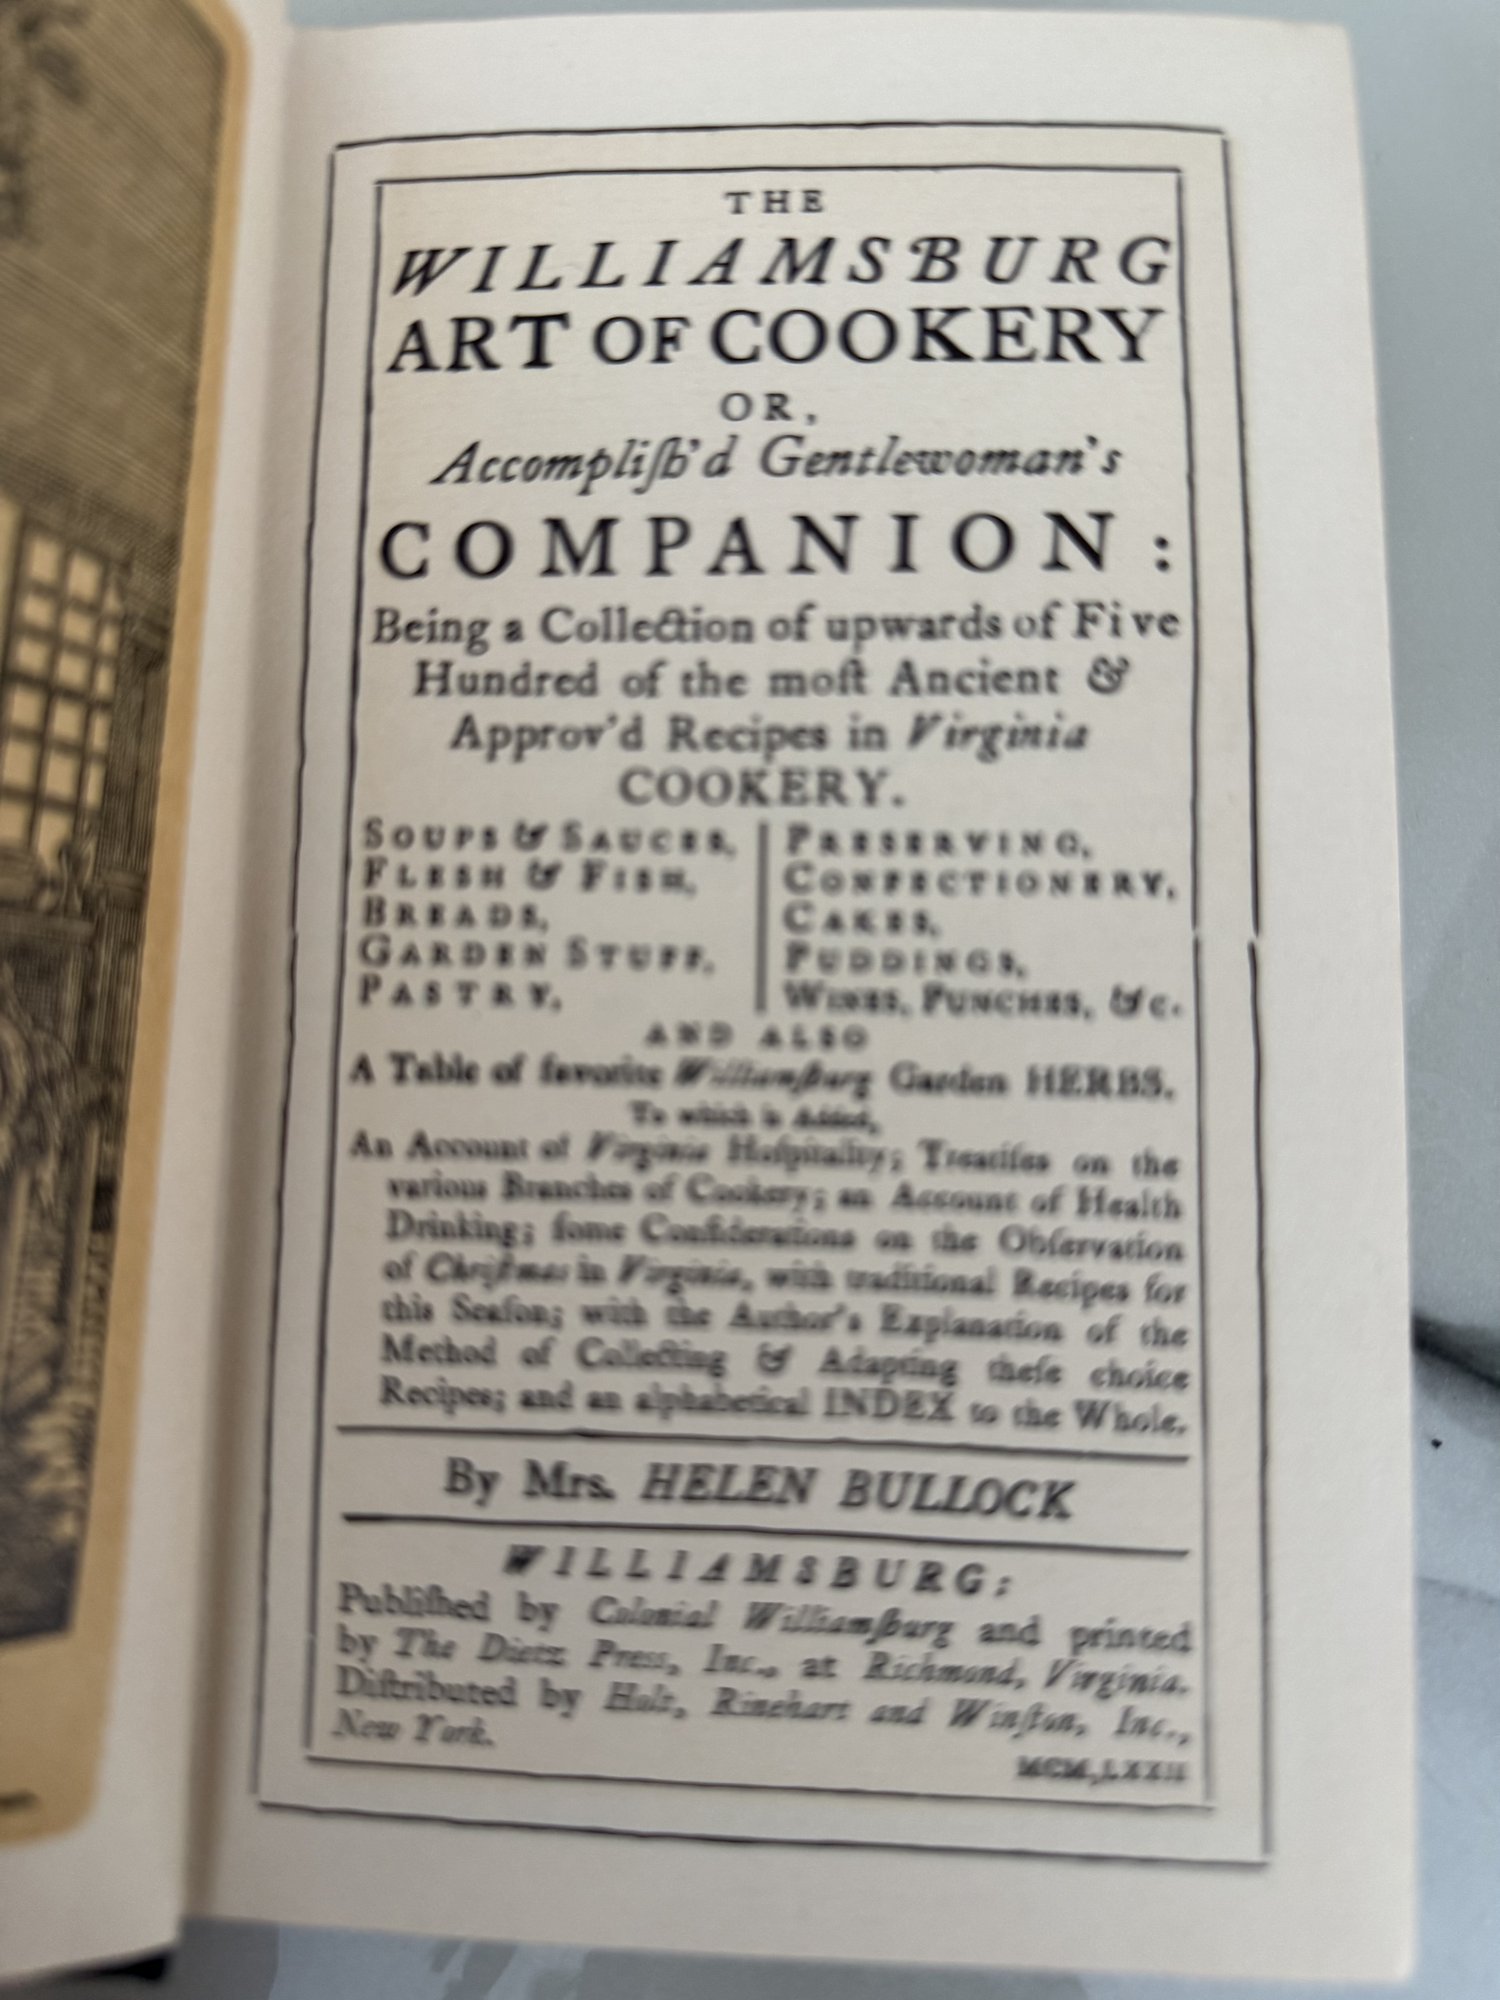 THE
WILLIAMSBURG
ART OF COOKERY
OR,
Accompliſh'd Gentlewoman's
COMPANION:
Being a Collection of upwards of Five
Hundred of the moſt Ancient &
Approv'd Recipes in Virginia
COOKERY.
SOUPS & SAUCES,
FLESH & FISH,
BREADS,
GARDEN STUFF,
PASTRY,
PRESERVING,
CONFECTIONERY,
CAKES,
PUDDINGS,
WINES, PUNCHES, &c.
AND ALSO
A Table of favorite Williamſburg Garden HERBS.
To which is Added,
An Account of Virginia Hoſpitality; Treatiſes on the
various Branches of Cookery; an Account of Health
Drinking; ſome Conſiderations on the Obſervation
of Chriſtmas in Virginia, with traditional Recipes for
this Seaſon; with the Author's Explanation of the
Method of Collecting & Adapting theſe choice
Recipes; and an alphabetical INDEX to the Whole.
By Mrs. HELEN BULLOCK
WILLIAMSBURG:
Publiſhed by Colonial Williamſburg and printed
by The Dietz Press, Inc., at Richmond, Virginia.
Diſtributed by Holt, Rinehart and Winſton, Inc.,
New York.
MCM,LXXII